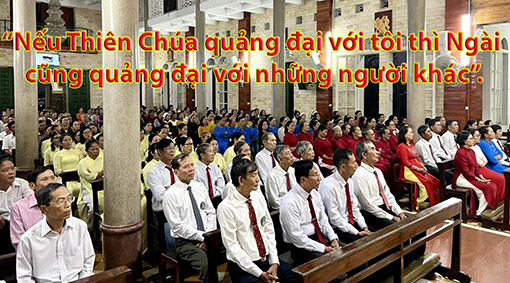 “Nếu Thiên Chúa quảng đại với tôi thì Ngài
cũng quảng đại với những người khác”.